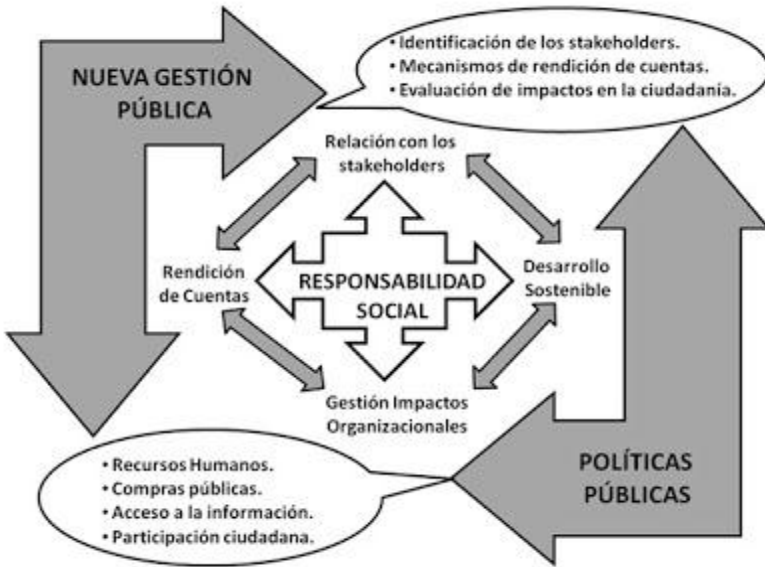 NUEVA GESTIÓN
PÚBLICA
• Identificación de los stakeholders.
• Mecanismos de rendición de cuentas.
• Evaluación de impactos en la ciudadanía.
Relación con los
stakeholders
Rendición
de Cuentas
RESPONSABILIDAD
SOCIAL
Desarrollo
Sostenible
Gestión Impactos
Organizacionales
• Recursos Humanos.
• Compras públicas.
• Acceso a la información.
• Participación ciudadana.
POLÍTICAS
PÚBLICAS